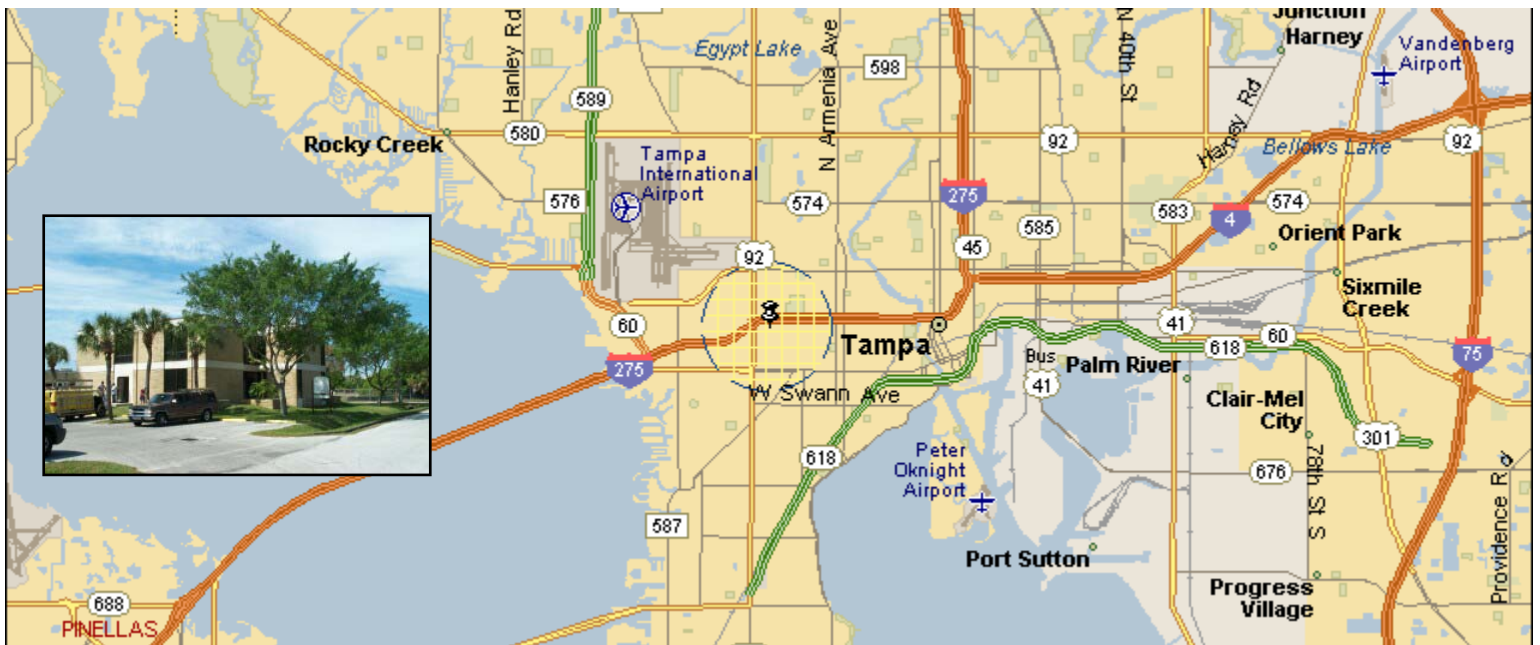 Junction
Harney
Vandenberg
Airport
Hanley Rd
Egypt Lake
N Armenia Ave
598
N 40th St
589
Harney Rd
580
92
92
Rocky Creek
Bellows Lake
Tampa
International
Airport
576
574
275
585
583
4
574
45
Orient Park
92
Sixmile
Creek
60
Tampa
41
618
60
275
Bus
41
Palm River
75
W Swann Ave
Clair-Mel
City
301
618
Peter
Oknight
Airport
676
78th St S
Providence Rd
587
Port Sutton
Progress
Village
688
PINELLAS